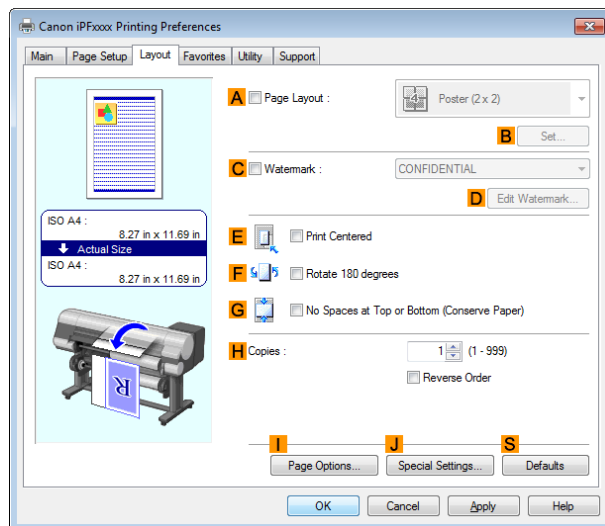 Canon iPFxxxx Printing Preferences
Main Page Setup Layout Favorites Utility Support
A Page Layout : 4 Poster (2 x 2)
B Set...
C Watermark : CONFIDENTIAL
D Edit Watermark...
ISO A4 :
8.27 in x 11.69 in
Actual Size
ISO A4 :
8.27 in x 11.69 in
E Print Centered
F Rotate 180 degrees
G No Spaces at Top or Bottom (Conserve Paper)
H Copies : 1 (1 - 999)
Reverse Order
R
I J S
Page Options... Special Settings... Defaults
OK Cancel Apply Help